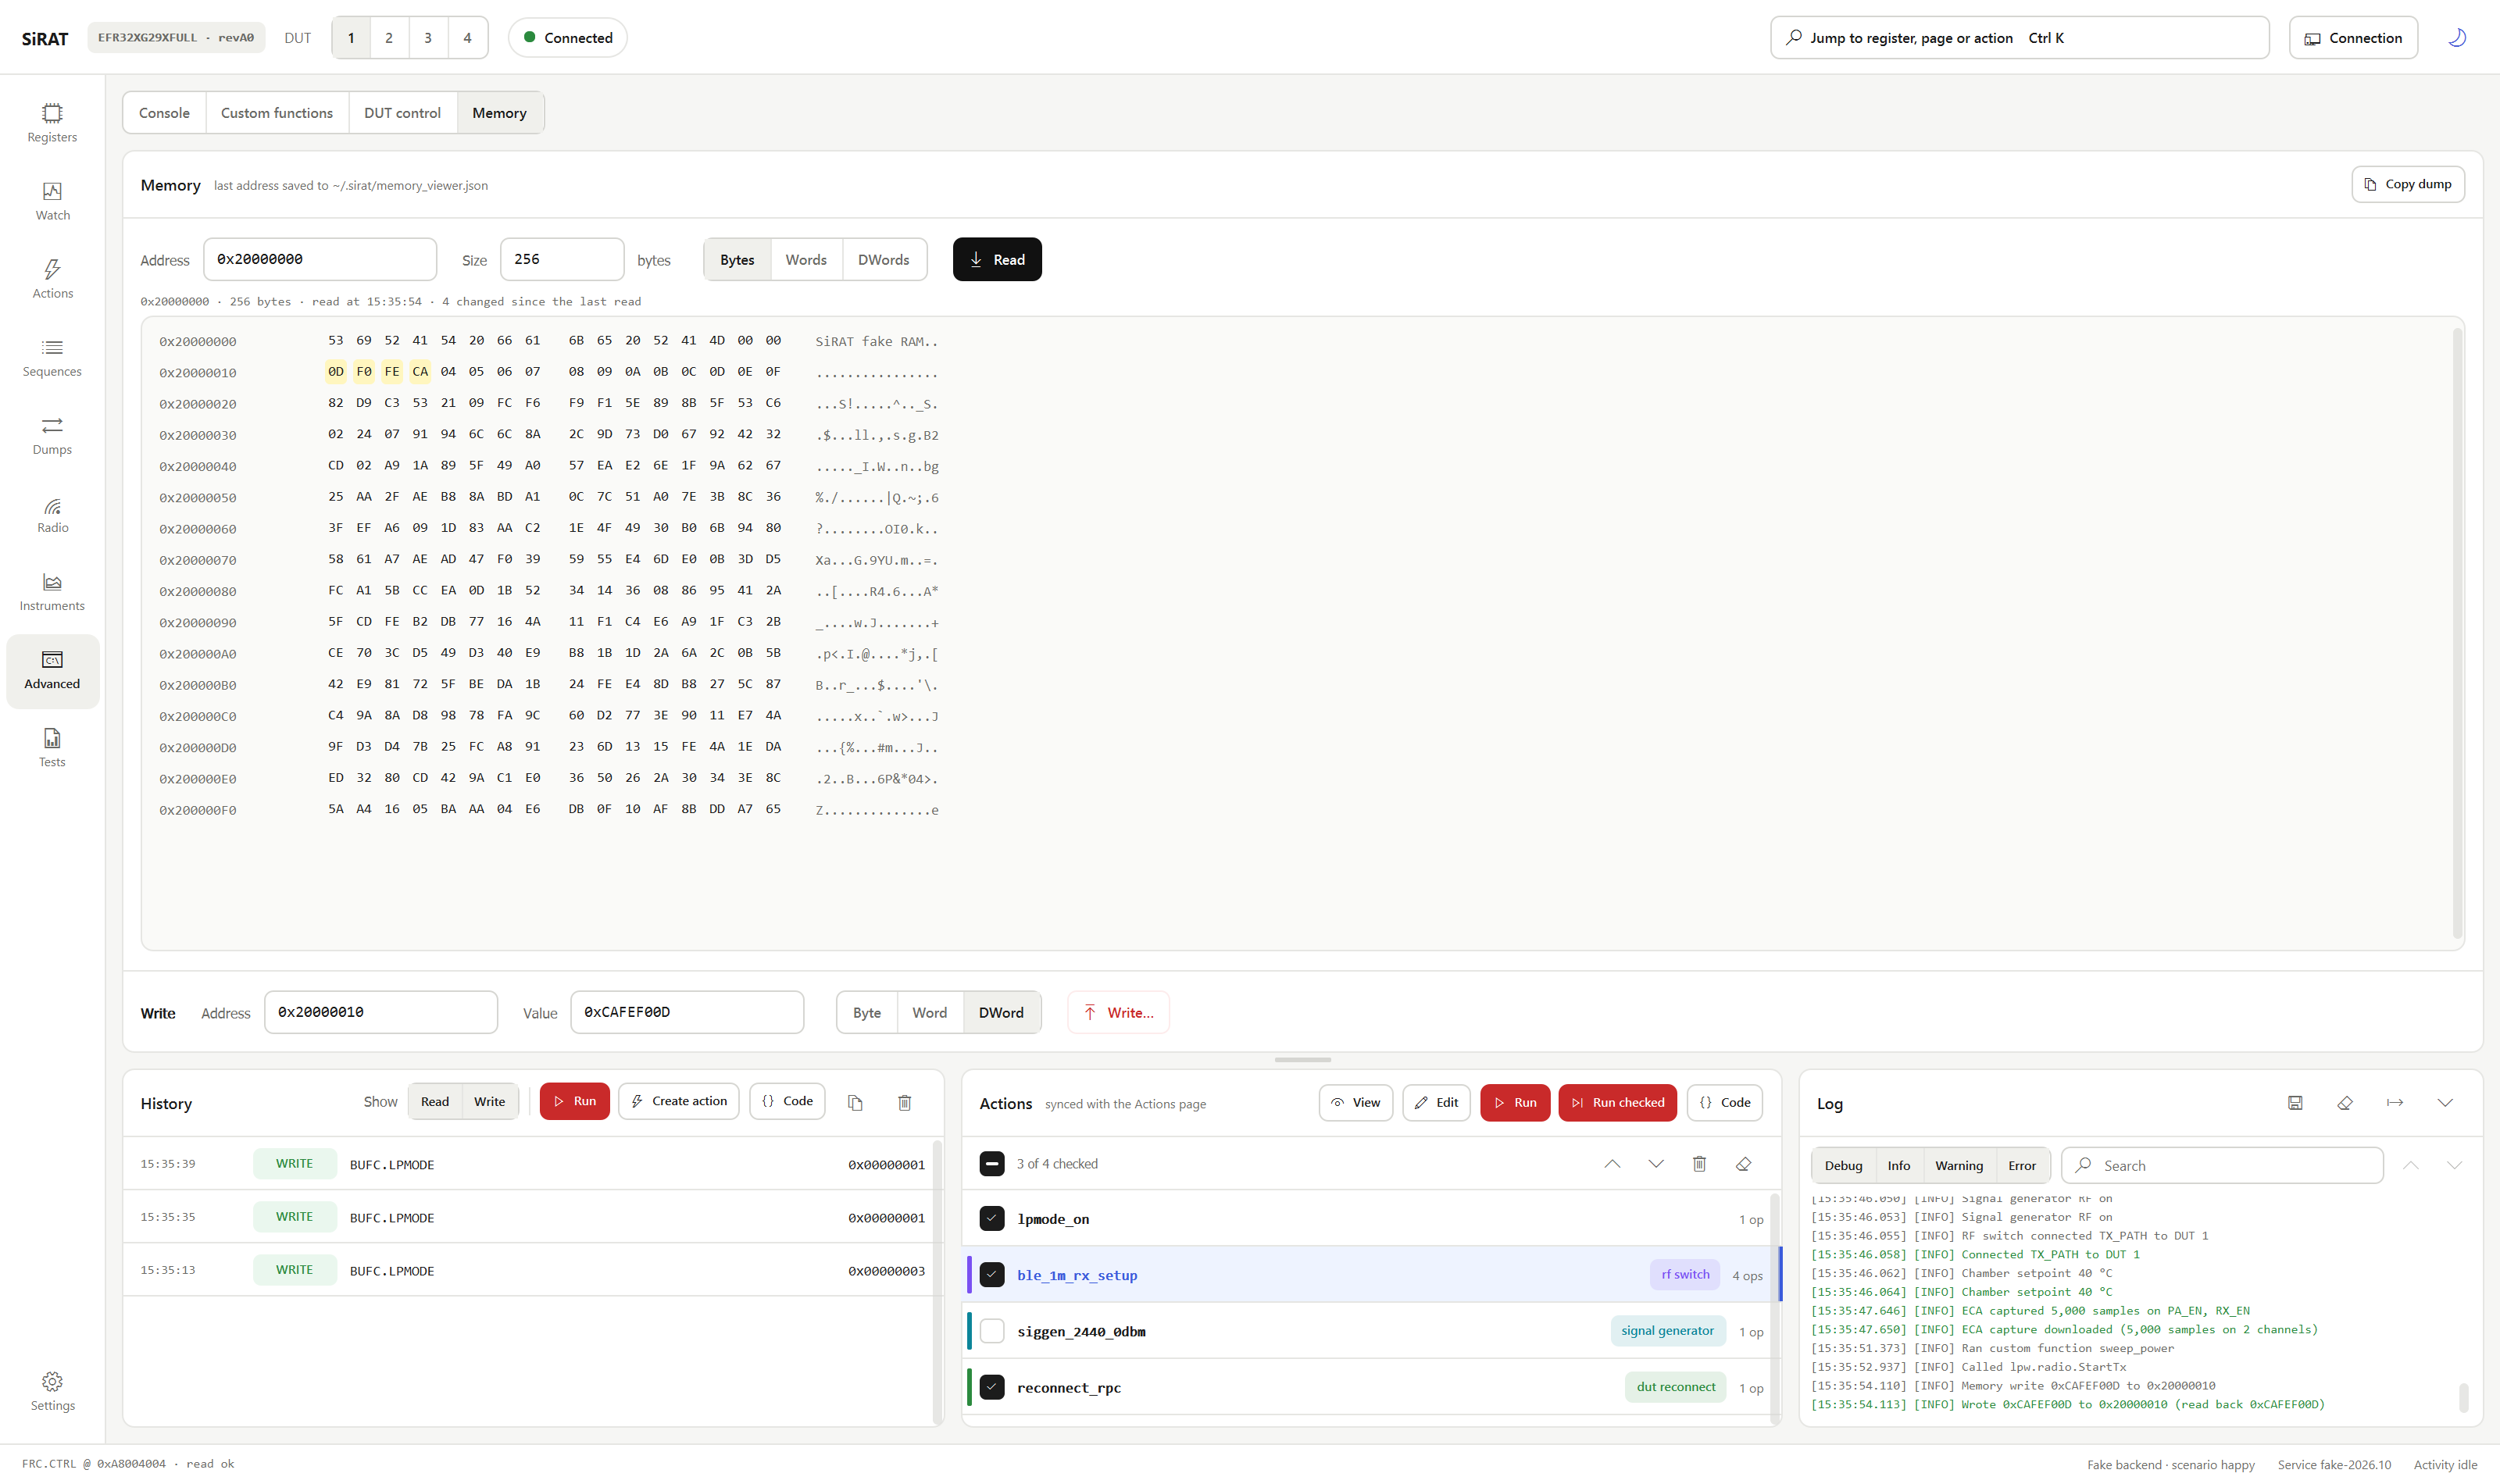 SiRAT EFR32XG29XFULL · revA0 DUT 1 2 3 4 Connected Jump to register, page or action Ctrl K Connection
Registers
Watch
Actions
Sequences
Dumps
Radio
Instruments
Advanced
Tests
Settings
Console Custom functions DUT control Memory
Memory last address saved to ~/.sirat/memory_viewer.json Copy dump
Address 0x20000000 Size 256 bytes Bytes Words DWords Read
0x20000000 · 256 bytes · read at 15:35:54 · 4 changed since the last read
0x20000000 53 69 52 41 54 20 66 61 6B 65 20 52 41 4D 00 00 SiRAT fake RAM..
0x20000010 0D F0 FE CA 04 05 06 07 08 09 0A 0B 0C 0D 0E 0F ................
0x20000020 82 D9 C3 53 21 09 FC F6 F9 F1 5E 89 8B 5F 53 C6 ...S!.....^.._S.
0x20000030 02 24 07 91 94 6C 6C 8A 2C 9D 73 D0 67 92 42 32 .$...ll.,.s.g.B2
0x20000040 CD 02 A9 1A 89 5F 49 A0 57 EA E2 6E 1F 9A 62 67 ....._I.W..n..bg
0x20000050 25 AA 2F AE B8 8A BD A1 0C 7C 51 A0 7E 3B 8C 36 %./......|Q.~;.6
0x20000060 3F EF A6 09 1D 83 AA C2 1E 4F 49 30 B0 6B 94 80 ?........OI0.k..
0x20000070 58 61 A7 AE AD 47 F0 39 59 55 E4 6D E0 0B 3D D5 Xa...G.9YU.m..=.
0x20000080 FC A1 5B CC EA 0D 1B 52 34 14 36 08 86 95 41 2A ..[....R4.6...A*
0x20000090 5F CD FE B2 DB 77 16 4A 11 F1 C4 E6 A9 1F C3 2B _....w.J.......+
0x200000A0 CE 70 3C D5 49 D3 40 E9 B8 1B 1D 2A 6A 2C 0B 5B .p<.I.@....*j,.[
0x200000B0 42 E9 81 72 5F BE DA 1B 24 FE E4 8D B8 27 5C 87 B..r_...$....'\.
0x200000C0 C4 9A 8A D8 98 78 FA 9C 60 D2 77 3E 90 11 E7 4A .....x..`.w>...J
0x200000D0 9F D3 D4 7B 25 FC A8 91 23 6D 13 15 FE 4A 1E DA ...{%...#m...J..
0x200000E0 ED 32 80 CD 42 9A C1 E0 36 50 26 2A 30 34 3E 8C .2..B...6P&*04>.
0x200000F0 5A A4 16 05 BA AA 04 E6 DB 0F 10 AF 8B DD A7 65 Z..............e
Write Address 0x20000010 Value 0xCAFEF00D Byte Word DWord Write...
History Show Read Write Run Create action Code
15:35:39 WRITE BUFC.LPMODE 0x00000001
15:35:35 WRITE BUFC.LPMODE 0x00000001
15:35:13 WRITE BUFC.LPMODE 0x00000003
Actions synced with the Actions page View Edit Run Run checked Code
3 of 4 checked
lpmode_on 1 op
ble_1m_rx_setup rf switch 4 ops
siggen_2440_0dbm signal generator 1 op
reconnect_rpc dut reconnect 1 op
Log
Debug Info Warning Error Search
[15:35:46.050] [INFO] Signal generator RF on
[15:35:46.053] [INFO] Signal generator RF on
[15:35:46.055] [INFO] RF switch connected TX_PATH to DUT 1
[15:35:46.058] [INFO] Connected TX_PATH to DUT 1
[15:35:46.062] [INFO] Chamber setpoint 40 °C
[15:35:46.064] [INFO] Chamber setpoint 40 °C
[15:35:47.646] [INFO] ECA captured 5,000 samples on PA_EN, RX_EN
[15:35:47.650] [INFO] ECA capture downloaded (5,000 samples on 2 channels)
[15:35:51.373] [INFO] Ran custom function sweep_power
[15:35:52.937] [INFO] Called lpw.radio.StartTx
[15:35:54.110] [INFO] Memory write 0xCAFEF00D to 0x20000010
[15:35:54.113] [INFO] Wrote 0xCAFEF00D to 0x20000010 (read back 0xCAFEF00D)
FRC.CTRL @ 0xA8004004 · read ok Fake backend · scenario happy Service fake-2026.10 Activity idle